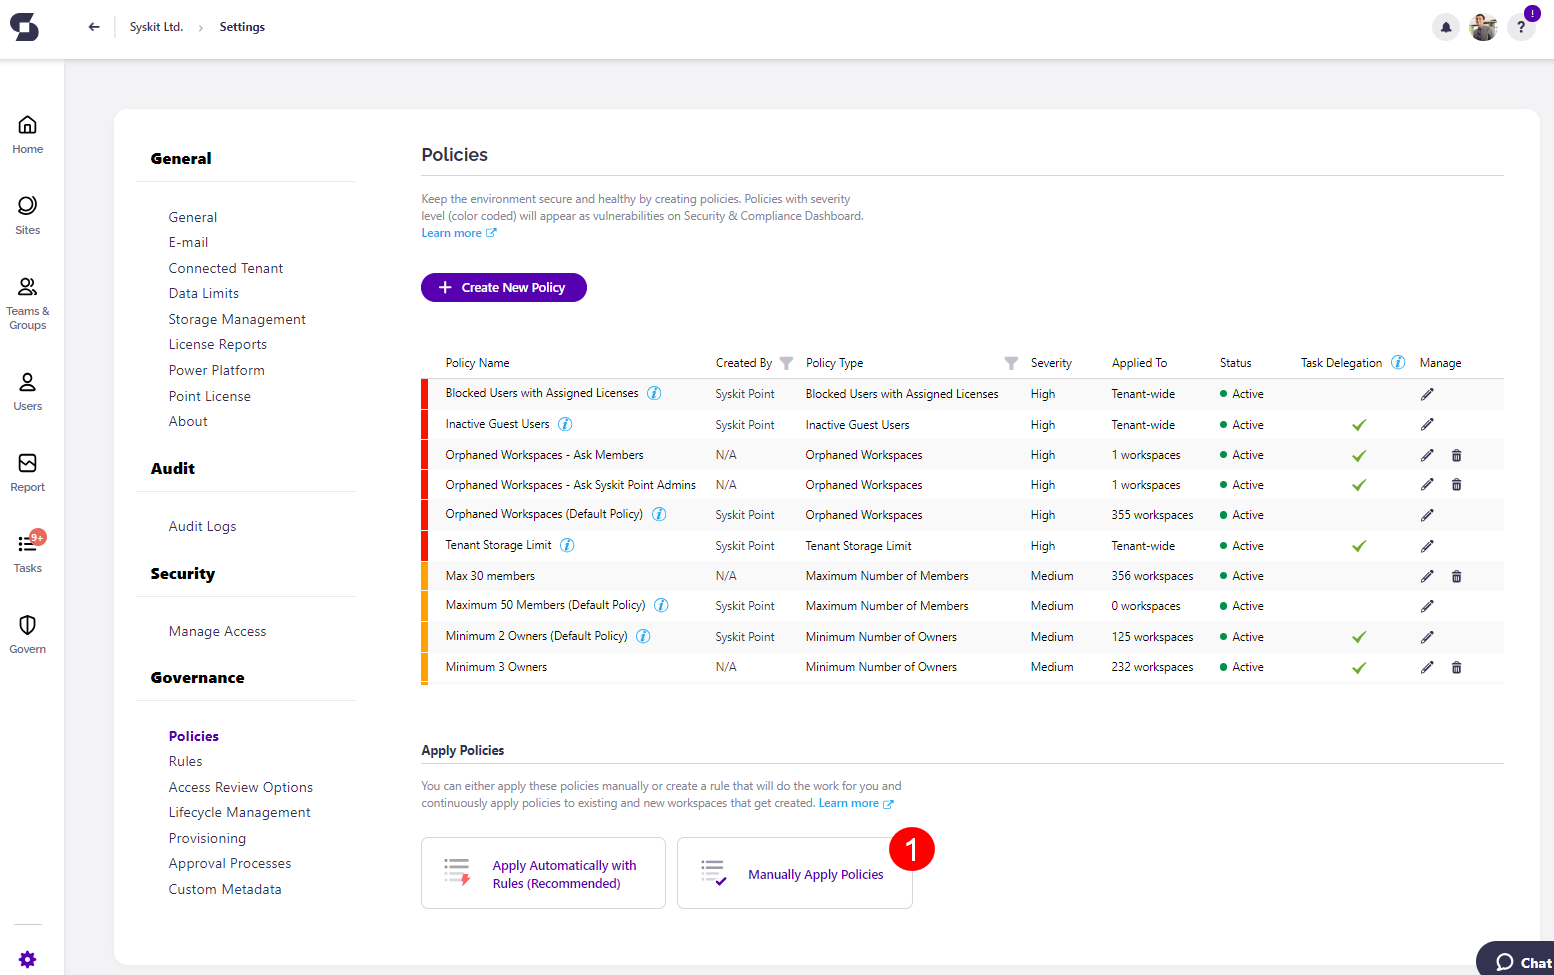 Syskit Ltd. › Settings
!
?
Home
Sites
Teams &
Groups
Users
Report
9+
Tasks
Govern
General
General
E-mail
Connected Tenant
Data Limits
Storage Management
License Reports
Power Platform
Point License
About
Audit
Audit Logs
Security
Manage Access
Governance
Policies
Rules
Access Review Options
Lifecycle Management
Provisioning
Approval Processes
Custom Metadata
Policies
Keep the environment secure and healthy by creating policies. Policies with severity
level (color coded) will appear as vulnerabilities on Security & Compliance Dashboard.
Learn more
+ Create New Policy
Policy Name Created By Policy Type Severity Applied To Status Task Delegation i Manage
Blocked Users with Assigned Licenses i Syskit Point Blocked Users with Assigned Licenses High Tenant-wide Active
Inactive Guest Users i Syskit Point Inactive Guest Users High Tenant-wide Active
Orphaned Workspaces - Ask Members N/A Orphaned Workspaces High 1 workspaces Active
Orphaned Workspaces - Ask Syskit Point Admins N/A Orphaned Workspaces High 1 workspaces Active
Orphaned Workspaces (Default Policy) i Syskit Point Orphaned Workspaces High 355 workspaces Active
Tenant Storage Limit i Syskit Point Tenant Storage Limit High Tenant-wide Active
Max 30 members N/A Maximum Number of Members Medium 356 workspaces Active
Maximum 50 Members (Default Policy) i Syskit Point Maximum Number of Members Medium 0 workspaces Active
Minimum 2 Owners (Default Policy) i Syskit Point Minimum Number of Owners Medium 125 workspaces Active
Minimum 3 Owners N/A Minimum Number of Owners Medium 232 workspaces Active
Apply Policies
You can either apply these policies manually or create a rule that will do the work for you and
continuously apply policies to existing and new workspaces that get created. Learn more
Apply Automatically with
Rules (Recommended)
Manually Apply Policies
1
Chat